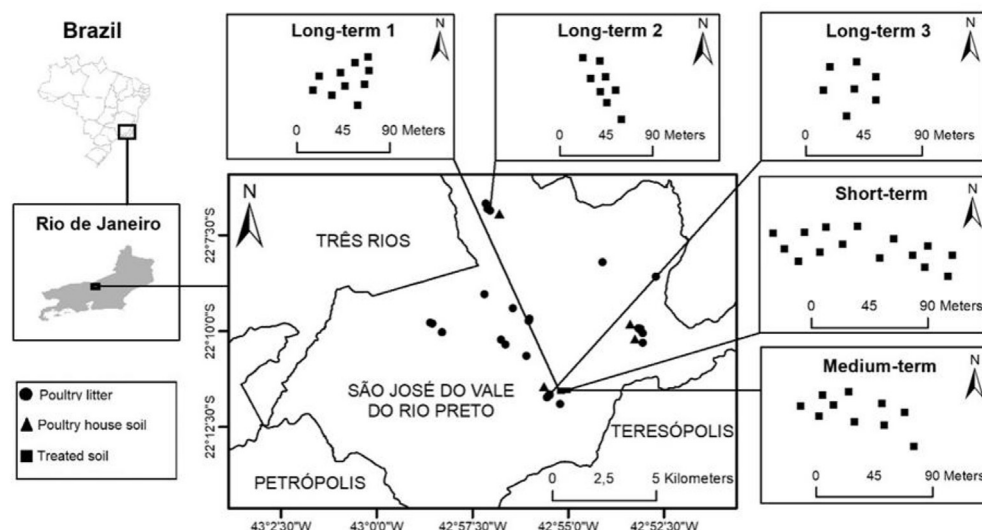 Brazil
Long-term 1
N
0 45 90 Meters
Long-term 2
N
0 45 90 Meters
Long-term 3
N
0 45 90 Meters
Rio de Janeiro
N
TRÊS RIOS
SÃO JOSÉ DO VALE
DO RIO PRETO
TERESÓPOLIS
PETRÓPOLIS
0 2,5 5 Kilometers
22°7'30"S
22°10'0"S
22°12'30"S
43°2'30"W 43°0'0"W 42°57'30"W 42°55'0"W 42°52'30"W
Short-term
N
0 45 90 Meters
Medium-term
N
0 45 90 Meters
Poultry litter
Poultry house soil
Treated soil